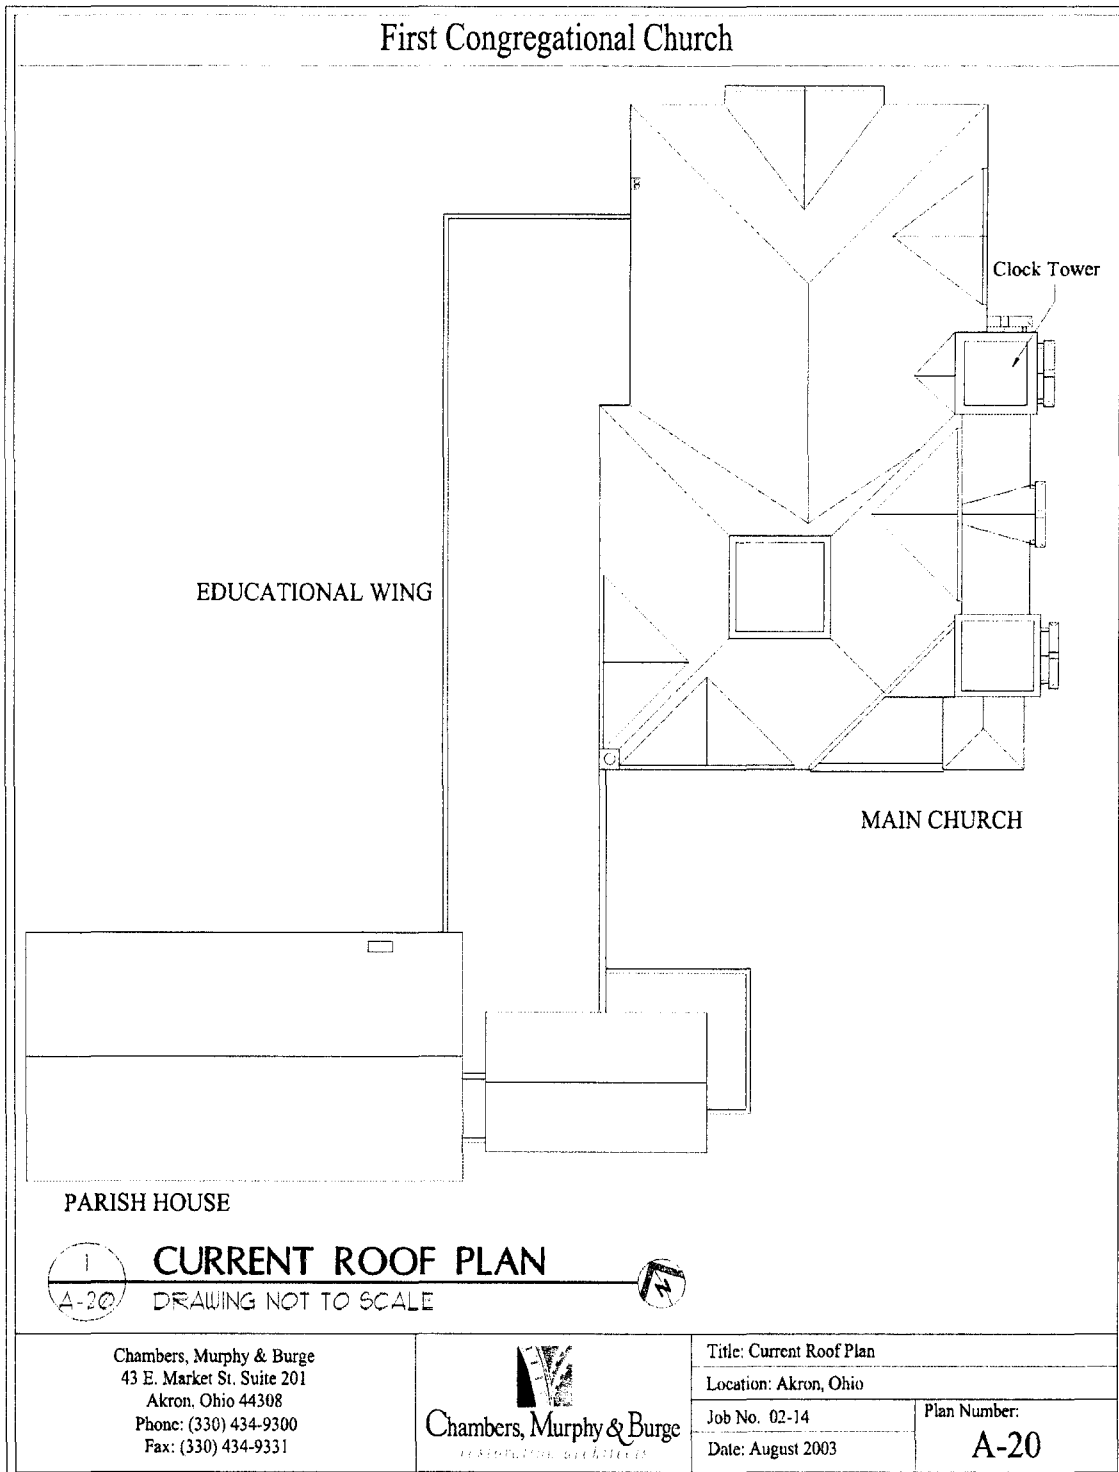 First Congregational Church
Clock Tower
EDUCATIONAL WING
MAIN CHURCH
PARISH HOUSE
1
A-20
CURRENT ROOF PLAN
DRAWING NOT TO SCALE
N
Chambers, Murphy & Burge
43 E. Market St. Suite 201
Akron, Ohio 44308
Phone: (330) 434-9300
Fax: (330) 434-9331
Chambers, Murphy & Burge
restoration architects
Title: Current Roof Plan
Location: Akron, Ohio
Job No. 02-14
Date: August 2003
Plan Number:
A-20